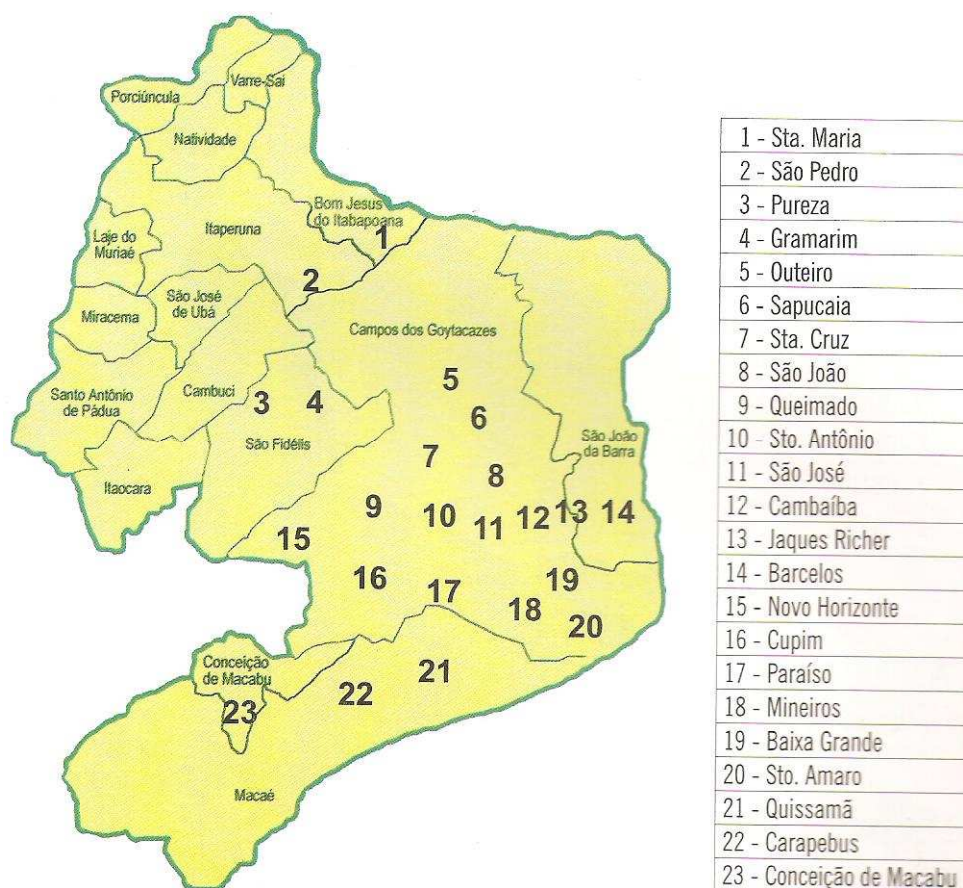 Varre-Sai
Porciúncula
Natividade
Bom Jesus
do Itabapoana
Itaperuna
1
Laje do
Muriaé
2
São José
de Ubá
Miracema
Campos dos Goytacazes
5
Santo Antônio
de Pádua
Cambuci
3
4
6
São Fidélis
São João
da Barra
7
8
Itaocara
9
10
11
12
13
14
15
16
17
18
19
20
Conceição
de Macabu
21
22
23
Macaé
1 - Sta. Maria
2 - São Pedro
3 - Pureza
4 - Gramarim
5 - Outeiro
6 - Sapucaia
7 - Sta. Cruz
8 - São João
9 - Queimado
10 - Sto. Antônio
11 - São José
12 - Cambaíba
13 - Jaques Richer
14 - Barcelos
15 - Novo Horizonte
16 - Cupim
17 - Paraíso
18 - Mineiros
19 - Baixa Grande
20 - Sto. Amaro
21 - Quissamã
22 - Carapebus
23 - Conceição de Macabu